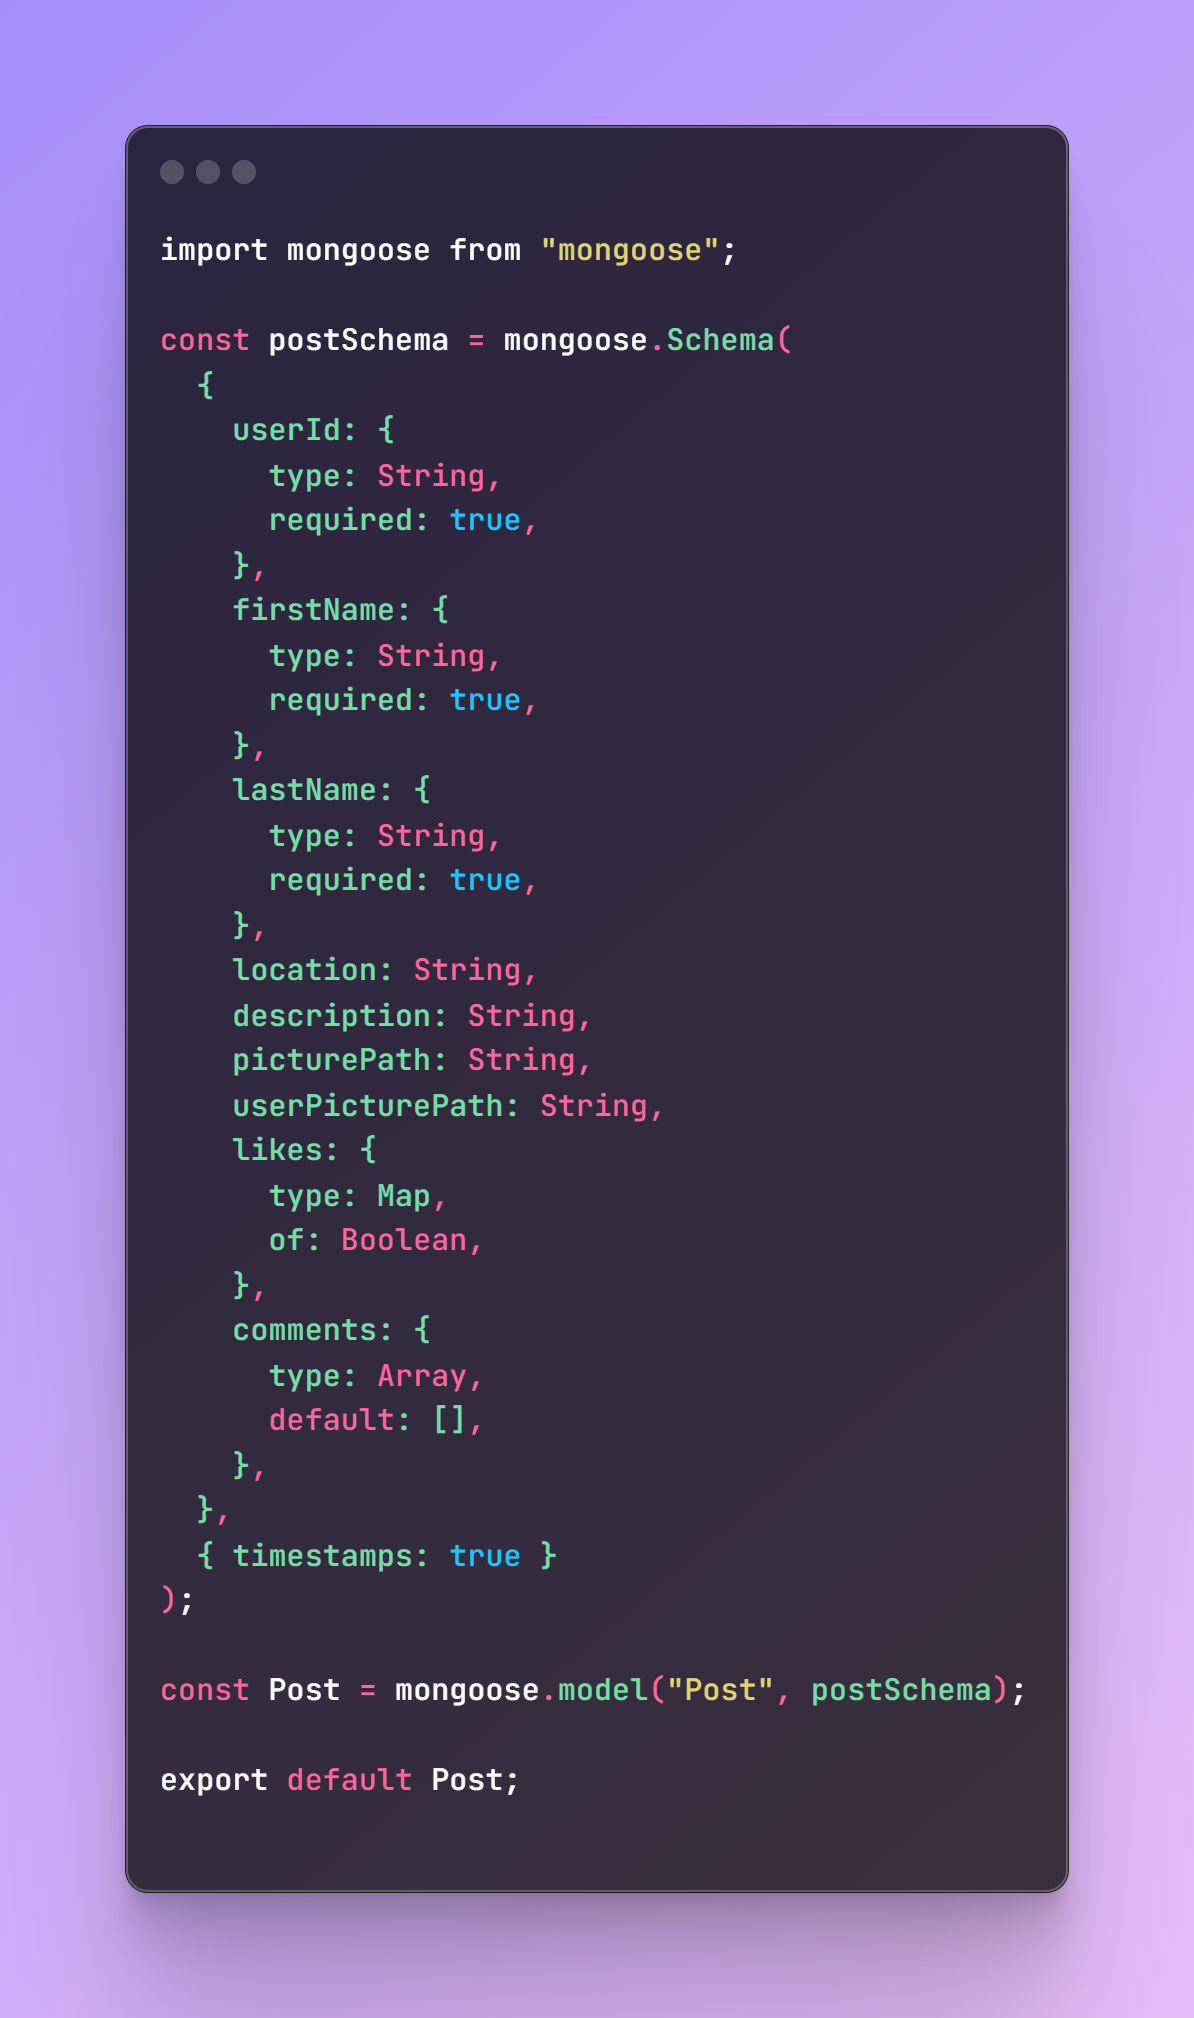 import mongoose from "mongoose";

const postSchema = mongoose.Schema(
  {
    userId: {
      type: String,
      required: true,
    },
    firstName: {
      type: String,
      required: true,
    },
    lastName: {
      type: String,
      required: true,
    },
    location: String,
    description: String,
    picturePath: String,
    userPicturePath: String,
    likes: {
      type: Map,
      of: Boolean,
    },
    comments: {
      type: Array,
      default: [],
    },
  },
  { timestamps: true }
);

const Post = mongoose.model("Post", postSchema);

export default Post;